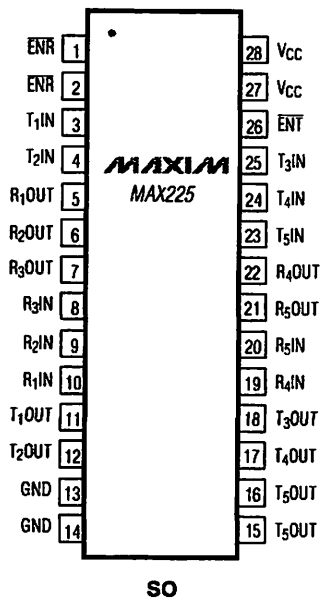 ENR 1
ENR 2
T1IN 3
T2IN 4
R1OUT 5
R2OUT 6
R3OUT 7
R3IN 8
R2IN 9
R1IN 10
T1OUT 11
T2OUT 12
GND 13
GND 14
MAXIM
MAX225
28 VCC
27 VCC
26 ENT
25 T3IN
24 T4IN
23 T5IN
22 R4OUT
21 R5OUT
20 R5IN
19 R4IN
18 T3OUT
17 T4OUT
16 T5OUT
15 T5OUT
SO